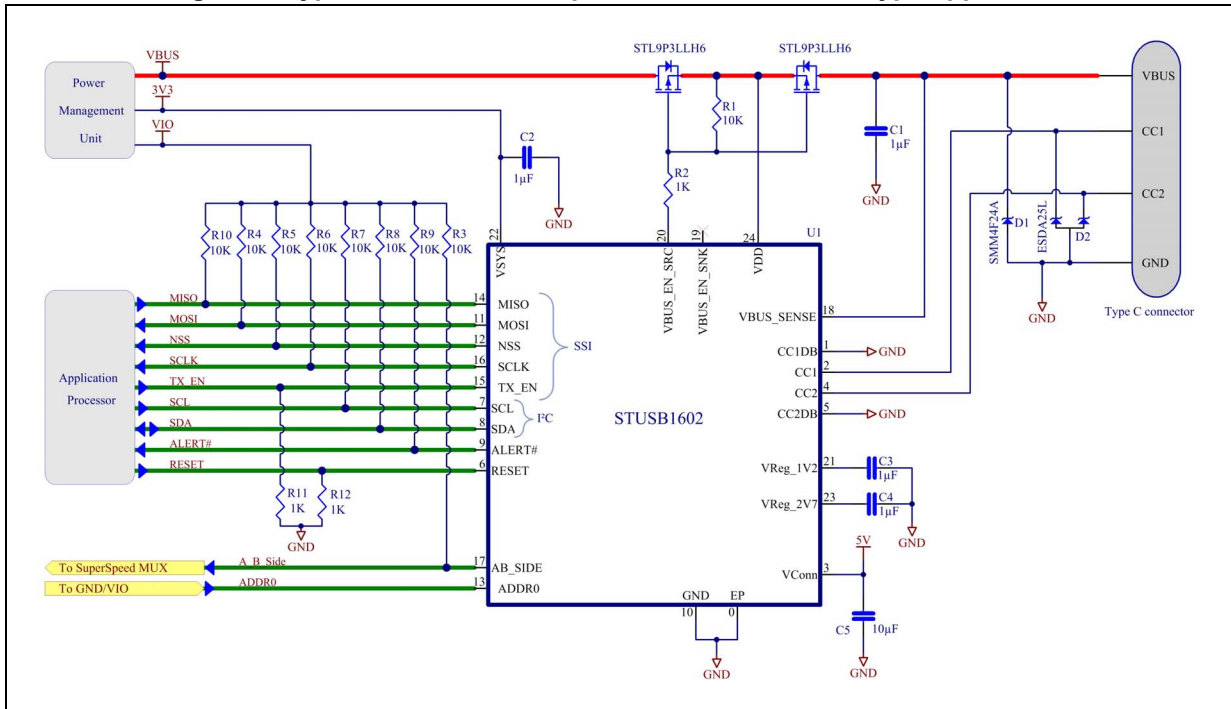 STL9P3LLH6
STL9P3LLH6
VBUS
Power
Management
Unit
3V3
VIO
R1
10K
C1
1µF
GND
C2
1µF
GND
R2
1K
VBUS
CC1
CC2
GND
Type C connector
SMM4F24A
D1
ESDA25L
D2
GND
R10
10K
R4
10K
R5
10K
R6
10K
R7
10K
R8
10K
R9
10K
R3
10K
22
VSYS
20
VBUS_EN_SRC
19
VBUS_EN_SNK
24
VDD
U1
Application
Processor
MISO
14
MISO
MOSI
11
MOSI
NSS
12
NSS
SCLK
16
SCLK
TX_EN
15
TX_EN
SSI
SCL
7
SCL
SDA
8
SDA
I²C
ALERT#
9
ALERT#
RESET
6
RESET
R11
1K
R12
1K
GND
To SuperSpeed MUX
A_B_Side
17
AB_SIDE
To GND/VIO
ADDR0
13
ADDR0
STUSB1602
VBUS_SENSE
18
CC1DB
1
GND
CC1
2
CC2
4
CC2DB
5
GND
VReg_1V2
21
C3
1µF
VReg_2V7
23
C4
1µF
GND
5V
VConn
3
C5
10µF
GND
GND
10
EP
0
GND